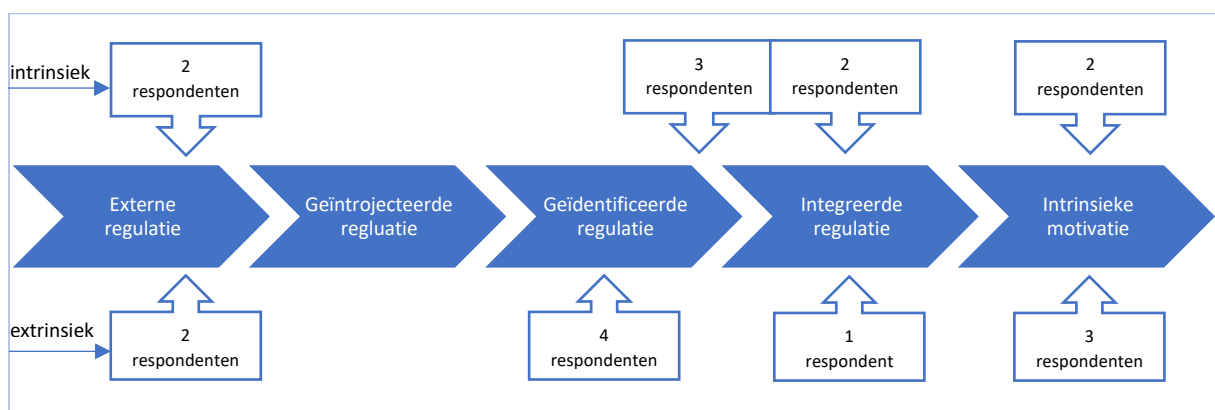 intrinsiek
2
respondenten
3
respondenten
2
respondenten
2
respondenten
Externe
regulatie
Geïntrojecteerde
regluatie
Geïdentificeerde
regulatie
Integreerde
regulatie
Intrinsieke
motivatie
extrinsiek
2
respondenten
4
respondenten
1
respondent
3
respondenten